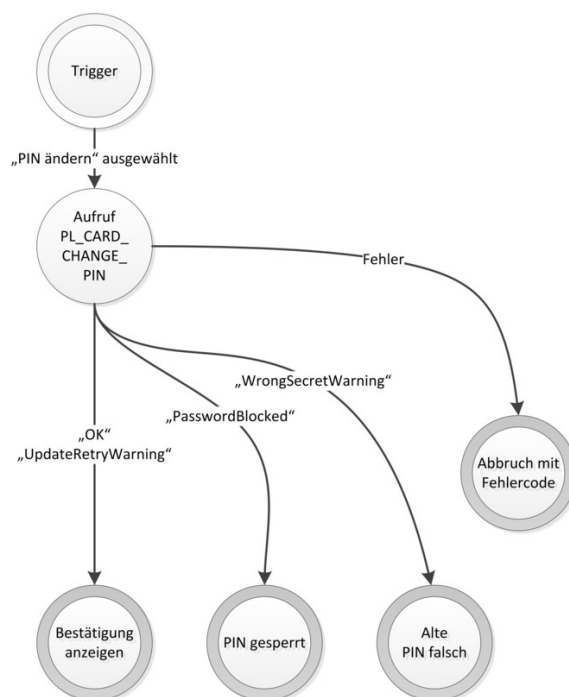 Trigger
„PIN ändern“ ausgewählt
Aufruf
PL_CARD_
CHANGE_
PIN
Fehler
„WrongSecretWarning“
„PasswordBlocked“
„OK“
„UpdateRetryWarning“
Abbruch mit
Fehlercode
Bestätigung
anzeigen
PIN gesperrt
Alte
PIN falsch